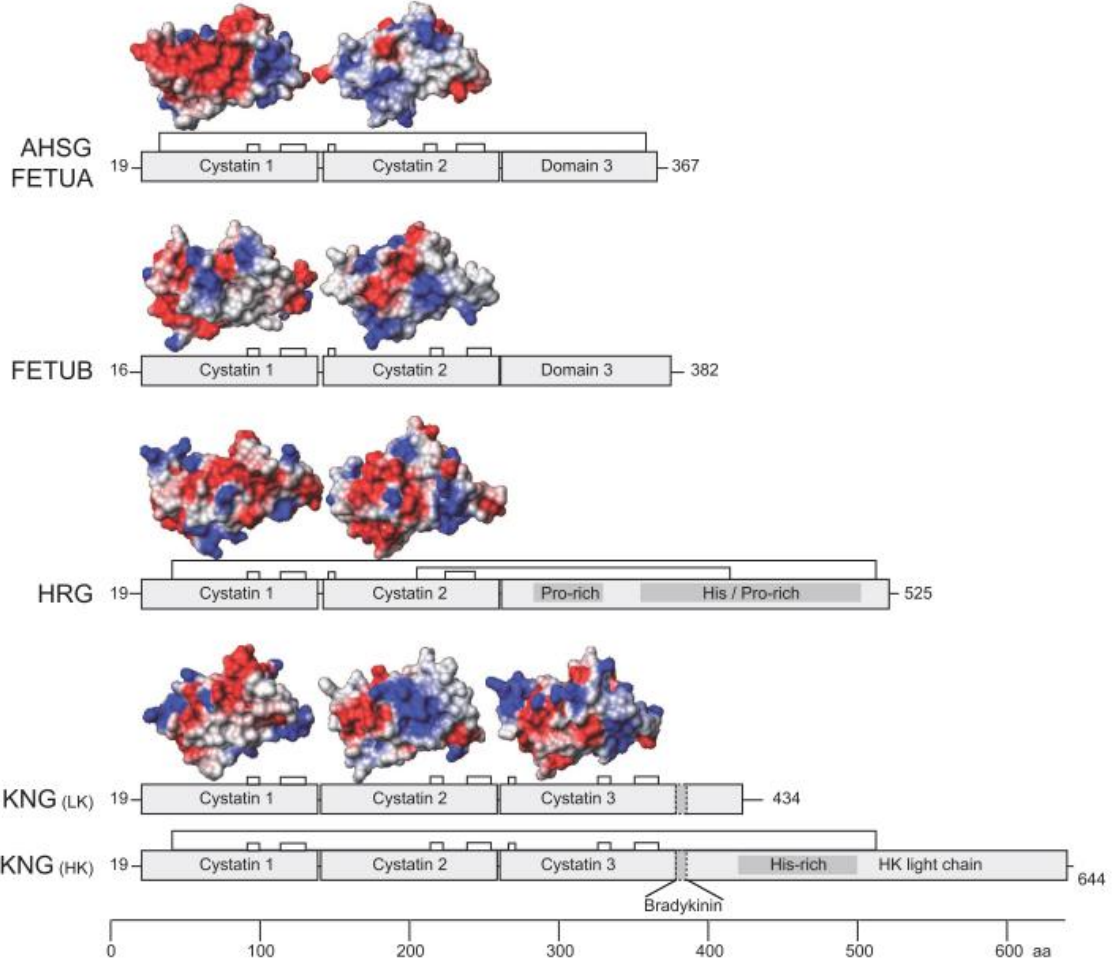 AHSG
FETUA
19 Cystatin 1 Cystatin 2 Domain 3 367
FETUB 16 Cystatin 1 Cystatin 2 Domain 3 382
HRG 19 Cystatin 1 Cystatin 2 Pro-rich His / Pro-rich 525
KNG (LK) 19 Cystatin 1 Cystatin 2 Cystatin 3 434
KNG (HK) 19 Cystatin 1 Cystatin 2 Cystatin 3 His-rich HK light chain 644
Bradykinin
0 100 200 300 400 500 600 aa